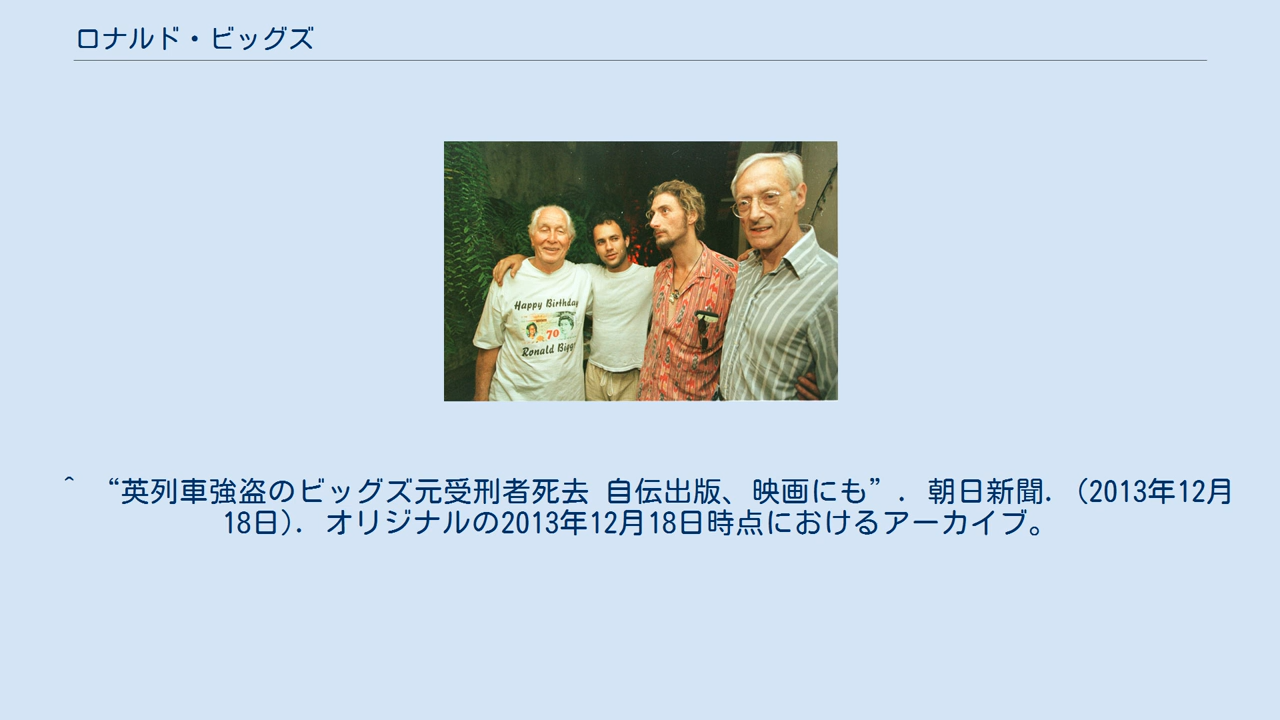 ロナルド・ビッグズ
Happy Birthday
70
Ronald Biggs
^ “英列車強盗のビッグズ元受刑者死去 自伝出版、映画にも”. 朝日新聞. (2013年12月
18日). オリジナルの2013年12月18日時点におけるアーカイブ。